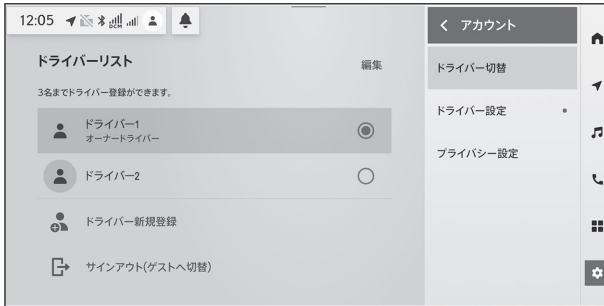 12:05 DCM
ドライバーリスト
編集
3名までドライバー登録ができます。
ドライバー1
オーナードライバー
ドライバー2
ドライバー新規登録
サインアウト(ゲストへ切替)
アカウント
ドライバー切替
ドライバー設定
プライバシー設定